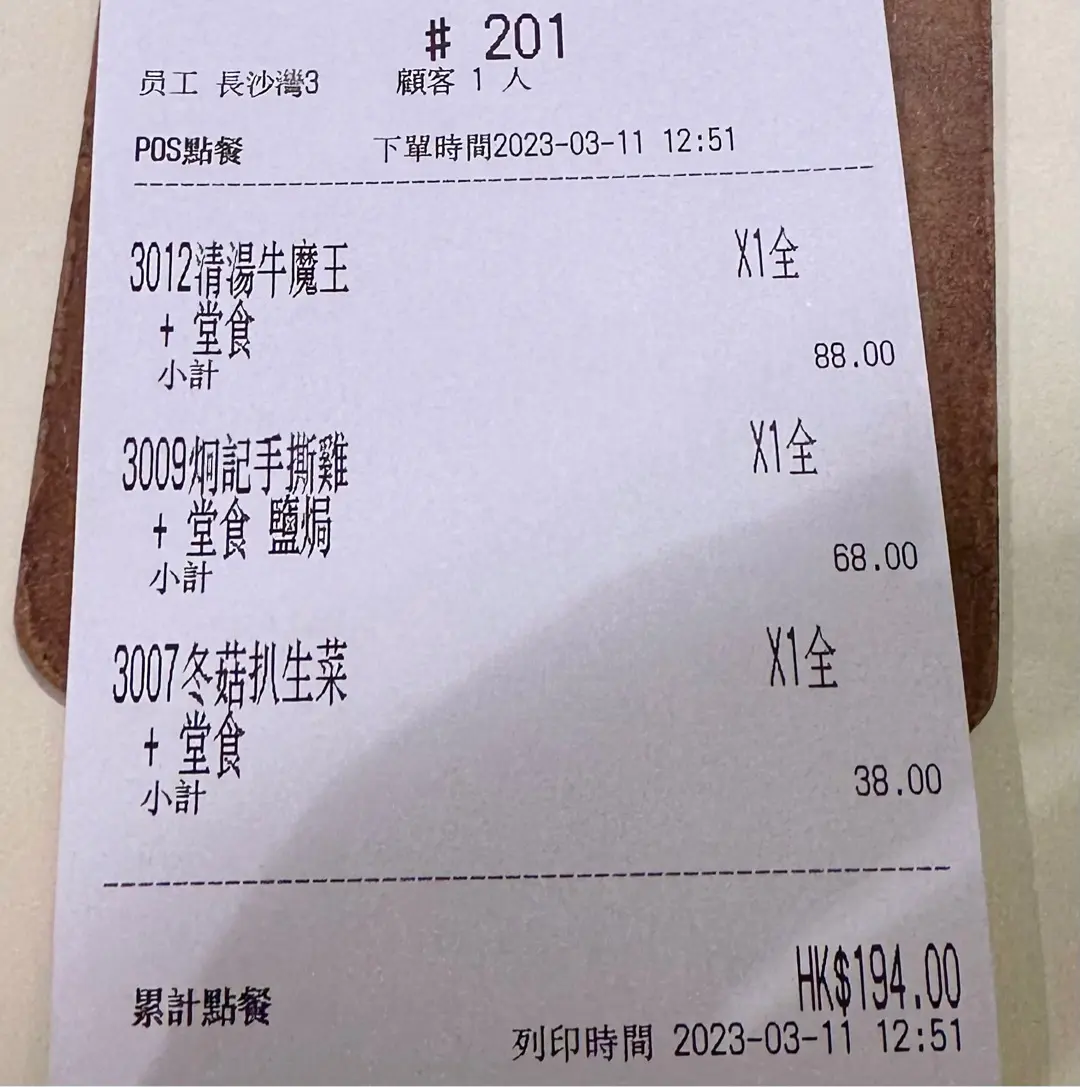 # 201
员工 長沙灣3 顧客 1 人
POS點餐 下單時間2023-03-11 12:51
3012清湯牛魔王 X1全
+ 堂食
小計 88.00
3009炯記手撕雞 X1全
+ 堂食 鹽焗
小計 68.00
3007冬菇扒生菜 X1全
+ 堂食
小計 38.00
累計點餐 HK$194.00
列印時間 2023-03-11 12:51